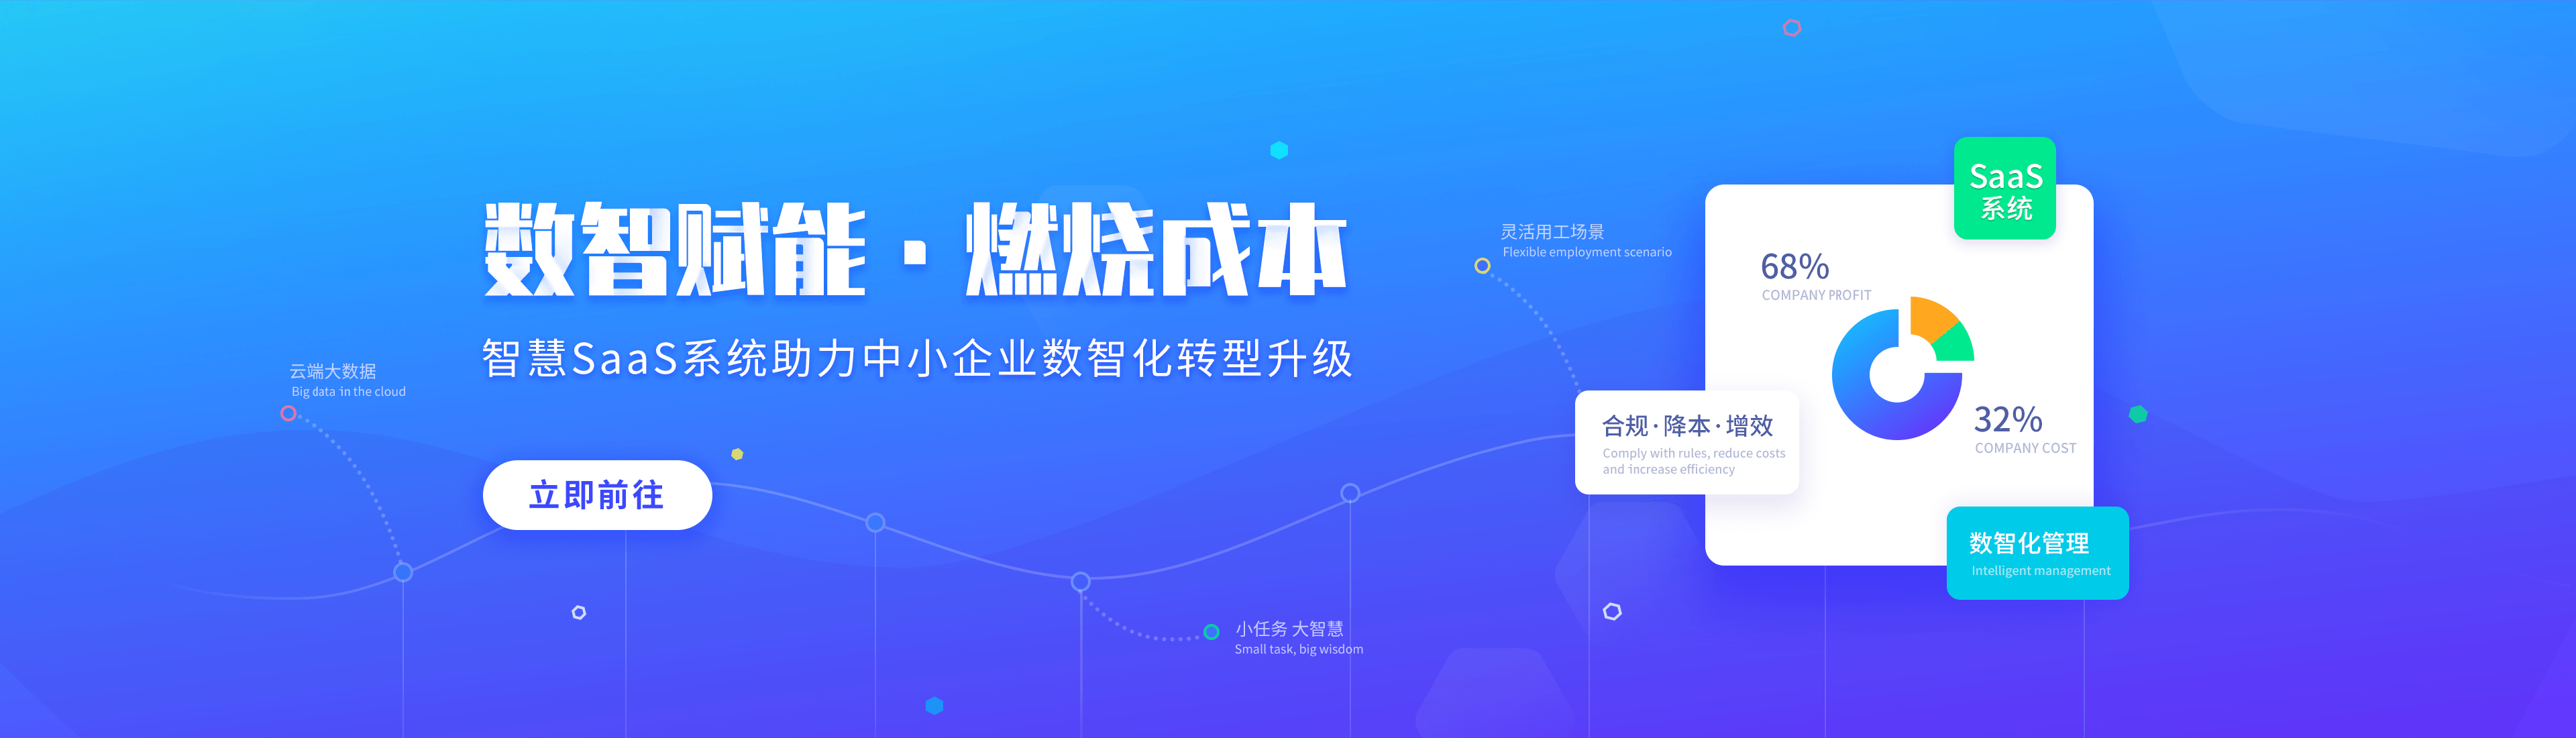 数智赋能·燃烧成本
智慧SaaS系统助力中小企业数智化转型升级
立即前往
云端大数据
Big data in the cloud
小任务 大智慧
Small task, big wisdom
灵活用工场景
Flexible employment scenario
SaaS
系统
68%
COMPANY PROFIT
32%
COMPANY COST
合规·降本·增效
Comply with rules, reduce costs
and increase efficiency
数智化管理
Intelligent management